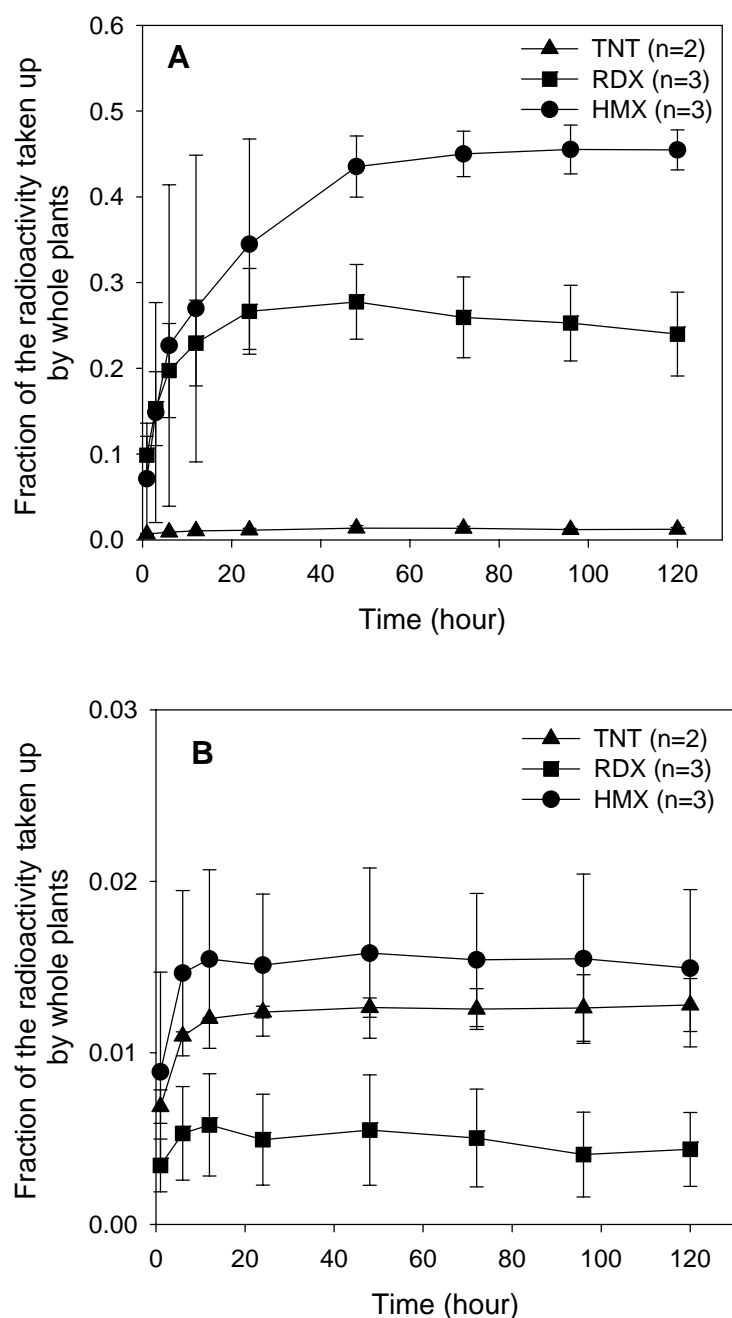 A
TNT (n=2)
RDX (n=3)
HMX (n=3)
Fraction of the radioactivity taken up
by whole plants
0.6
0.5
0.4
0.3
0.2
0.1
0.0
0 20 40 60 80 100 120
Time (hour)
B
TNT (n=2)
RDX (n=3)
HMX (n=3)
Fraction of the radioactivity taken up
by whole plants
0.03
0.02
0.01
0.00
0 20 40 60 80 100 120
Time (hour)